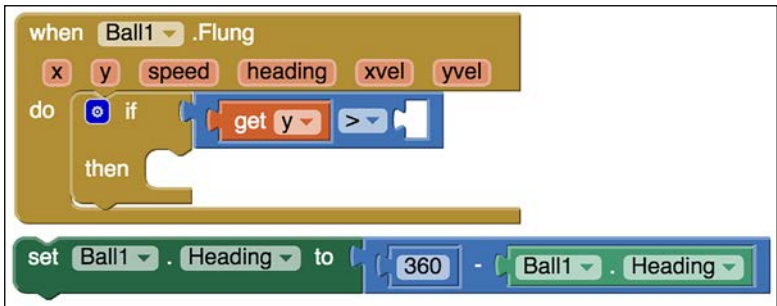 when Ball1 .Flung
x y speed heading xvel yvel
do if get y >
then
set Ball1 . Heading to 360 - Ball1 . Heading